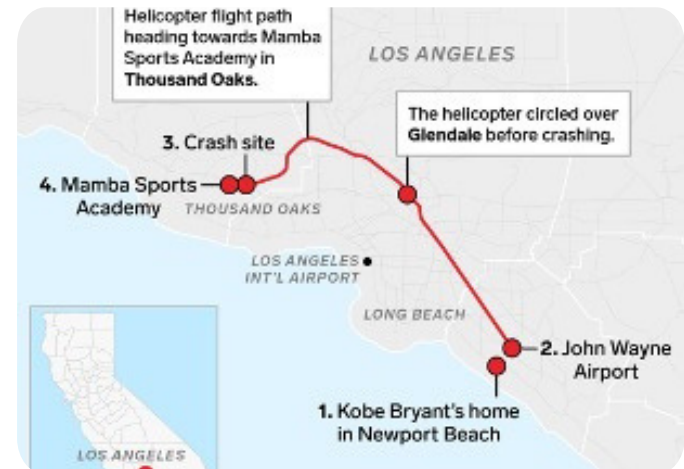 Helicopter flight path
heading towards Mamba
Sports Academy in
Thousand Oaks.
LOS ANGELES
The helicopter circled over
Glendale before crashing.
3. Crash site
4. Mamba Sports
Academy
THOUSAND OAKS
LOS ANGELES
INT'L AIRPORT
LONG BEACH
2. John Wayne
Airport
1. Kobe Bryant's home
in Newport Beach
LOS ANGELES